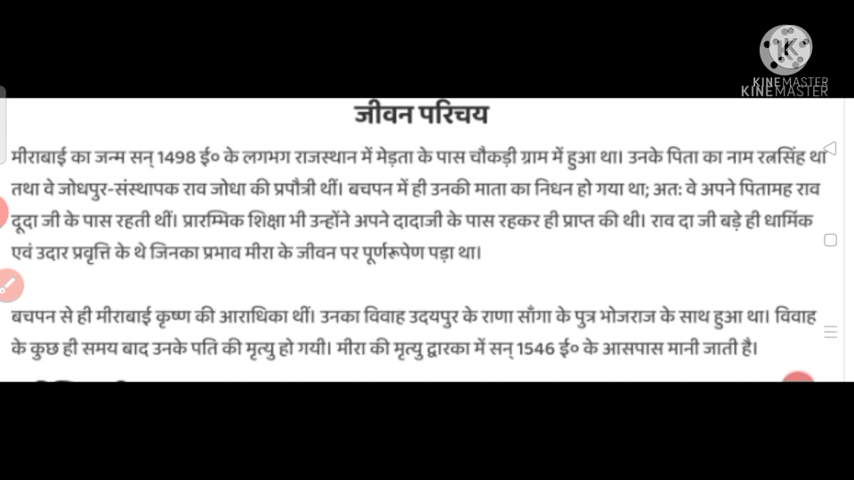 KINEMASTER
KINEMASTER
जीवन परिचय
मीराबाई का जन्म सन् 1498 ई० के लगभग राजस्थान में मेड़ता के पास चौकड़ी ग्राम में हुआ था। उनके पिता का नाम रत्नसिंह था
तथा वे जोधपुर-संस्थापक राव जोधा की प्रपौत्री थीं। बचपन में ही उनकी माता का निधन हो गया था; अतः वे अपने पितामह राव
दूदा जी के पास रहती थीं। प्रारम्भिक शिक्षा भी उन्होंने अपने दादाजी के पास रहकर ही प्राप्त की थी। राव दा जी बड़े ही धार्मिक
एवं उदार प्रवृत्ति के थे जिनका प्रभाव मीरा के जीवन पर पूर्णरूपेण पड़ा था।
बचपन से ही मीराबाई कृष्ण की आराधिका थीं। उनका विवाह उदयपुर के राणा साँगा के पुत्र भोजराज के साथ हुआ था। विवाह
के कुछ ही समय बाद उनके पति की मृत्यु हो गयी। मीरा की मृत्यु द्वारका में सन् 1546 ई० के आसपास मानी जाती है।